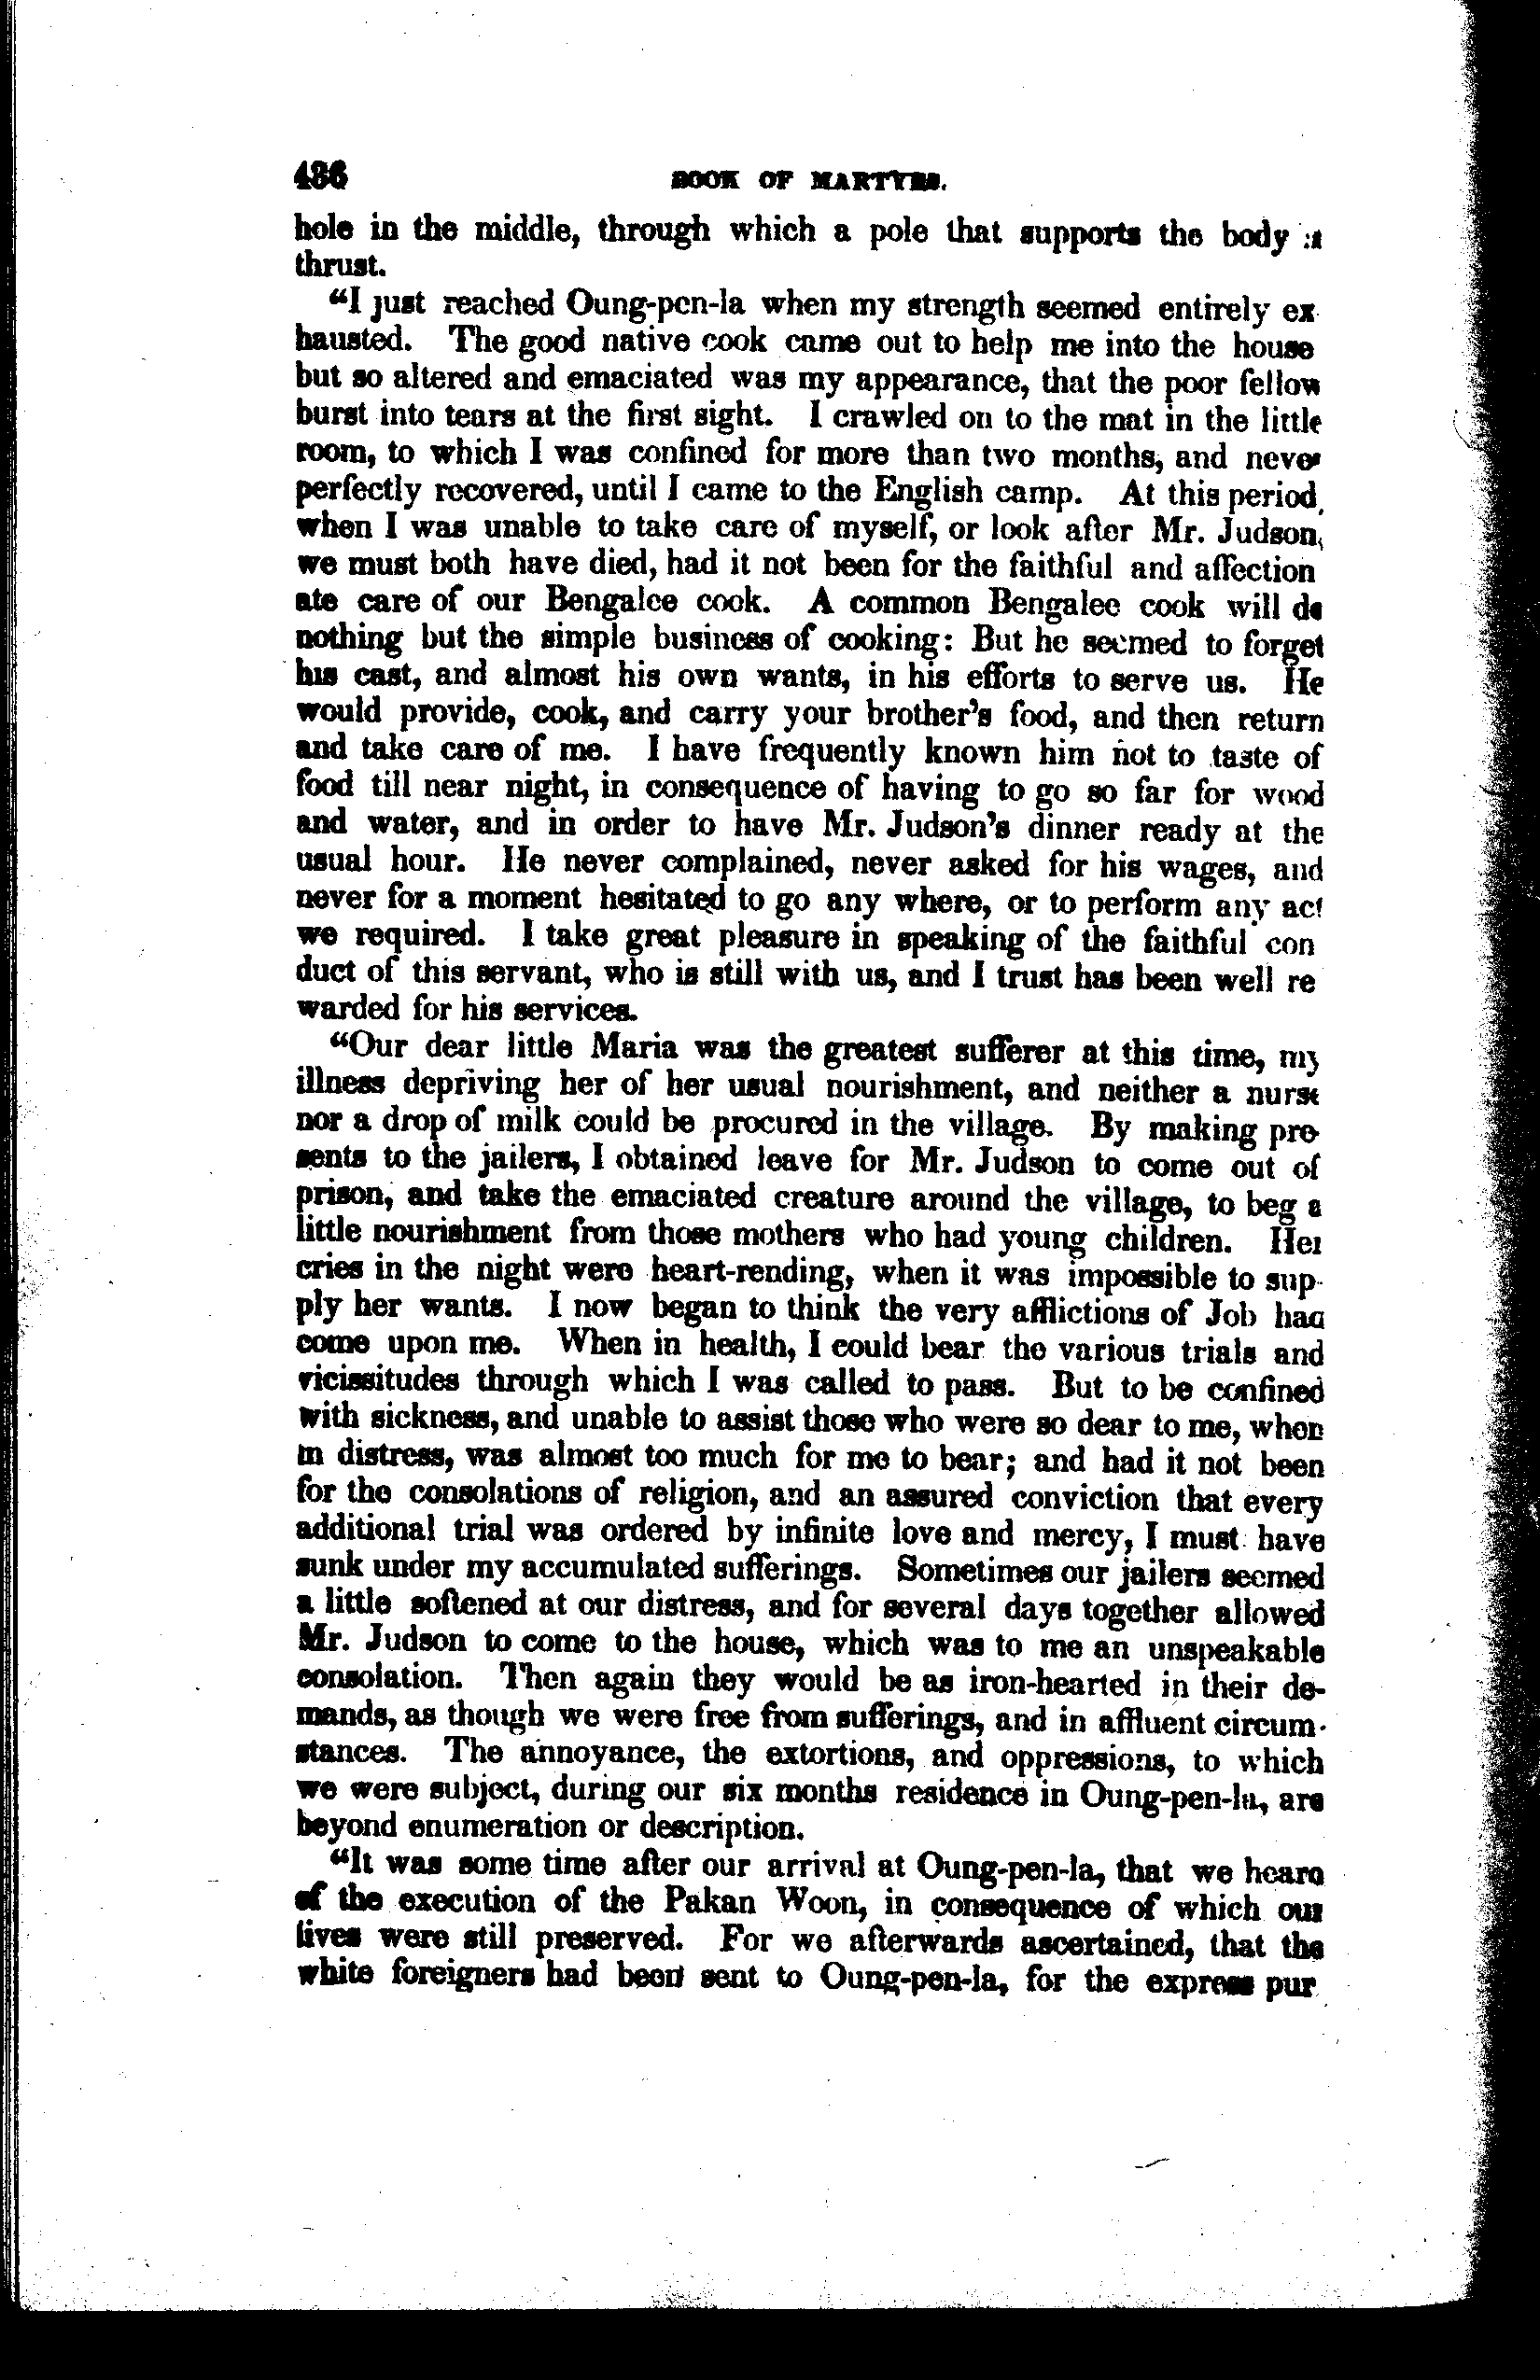 436 BOOK OF MARTYRS.
hole in the middle, through which a pole that supports the body
thrust.
"I just reached Oung-pen-la when my strength seemed entirely ex
hausted. The good native cook came out to help me into the house
but so altered and emaciated was my appearance, that the poor fellow
burst into tears at the first sight. I crawled on to the mat in the little
room, to which I was confined for more than two months, and never
perfectly recovered, until I came to the English camp. At this period,
when I was unable to take care of myself, or look after Mr. Judson,
we must both have died, had it not been for the faithful and affection
ate care of our Bengalee cook. A common Bengalee cook will do
nothing but the simple business of cooking: But he seemed to forget
his cast, and almost his own wants, in his efforts to serve us. He
would provide, cook, and carry your brother's food, and then return
and take care of me. I have frequently known him not to taste of
food till near night, in consequence of having to go so far for wood
and water, and in order to have Mr. Judson's dinner ready at the
usual hour. He never complained, never asked for his wages, and
never for a moment hesitated to go any where, or to perform any act
we required. I take great pleasure in speaking of the faithful con
duct of this servant, who is still with us, and I trust has been well re
warded for his services.
"Our dear little Maria was the greatest sufferer at this time, my
illness depriving her of her usual nourishment, and neither a nurse
nor a drop of milk could be procured in the village. By making pre-
sents to the jailers, I obtained leave for Mr. Judson to come out of
prison, and take the emaciated creature around the village, to beg a
little nourishment from those mothers who had young children. Her
cries in the night were heart-rending, when it was impossible to sup-
ply her wants. I now began to think the very afflictions of Job had
come upon me. When in health, I could bear the various trials and
vicissitudes through which I was called to pass. But to be confined
with sickness, and unable to assist those who were so dear to me, when
in distress, was almost too much for me to bear; and had it not been
for the consolations of religion, and an assured conviction that every
additional trial was ordered by infinite love and mercy, I must have
sunk under my accumulated sufferings. Sometimes our jailers seemed
a little softened at our distress, and for several days together allowed
Mr. Judson to come to the house, which was to me an unspeakable
consolation. Then again they would be as iron-hearted in their de-
mands, as though we were free from sufferings, and in affluent circum-
stances. The annoyance, the extortions, and oppressions, to which
we were subject, during our six months residence in Oung-pen-la, are
beyond enumeration or description.
"It was some time after our arrival at Oung-pen-la, that we heard
of the execution of the Pakan Woon, in consequence of which our
lives were still preserved. For we afterwards ascertained, that the
white foreigners had been sent to Oung-pen-la, for the express pur